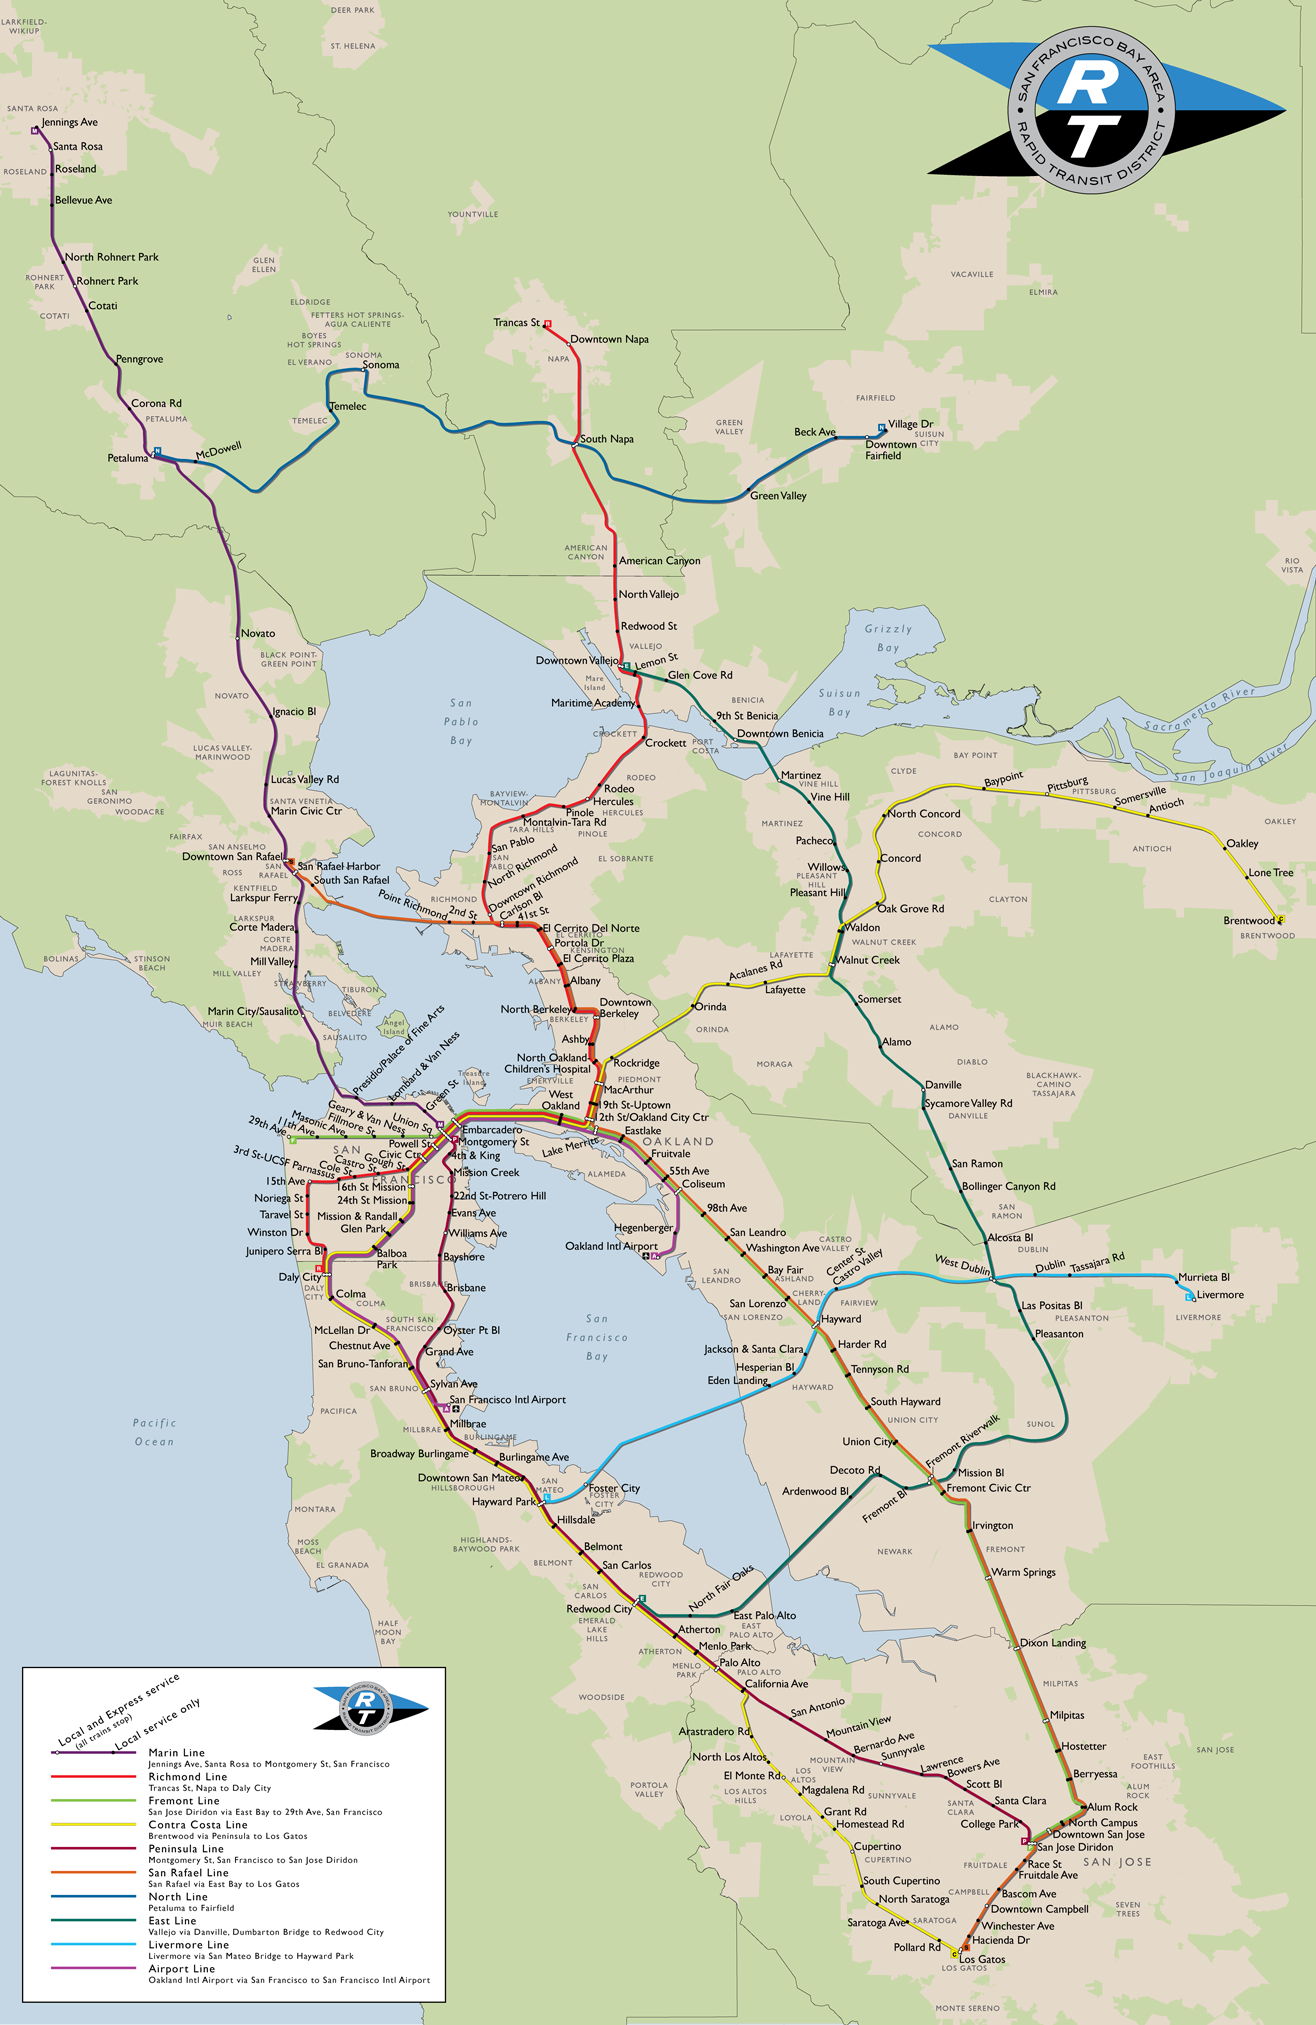 DEER PARK
LARKFIELD-
WIKIUP
ST. HELENA
SAN FRANCISCO BAY AREA
RT
RAPID TRANSIT DISTRICT
SANTA ROSA
Jennings Ave
Santa Rosa
ROSELAND
Roseland
Bellevue Ave
YOUNTVILLE
North Rohnert Park
GLEN
ELLEN
VACAVILLE
ROHNERT
PARK
Rohnert Park
ELMIRA
ELDRIDGE
COTATI
Cotati
FETTERS HOT SPRINGS-
AGUA CALIENTE
BOYES
HOT SPRINGS
Trancas St
Downtown Napa
NAPA
Penngrove
EL VERANO
SONOMA
Sonoma
Corona Rd
PETALUMA
TEMELEC
Temelec
FAIRFIELD
GREEN
VALLEY
Beck Ave
Village Dr
SUISUN
CITY
Downtown
Fairfield
Petaluma
McDowell
South Napa
Green Valley
AMERICAN
CANYON
American Canyon
RIO
VISTA
North Vallejo
Redwood St
Novato
VALLEJO
BLACK POINT-
GREEN POINT
Grizzly
Bay
Downtown Vallejo
Lemon St
Glen Cove Rd
Mare
Island
NOVATO
BENICIA
Suisun
Bay
San
Pablo
Bay
Maritime Academy
9th St Benicia
Ignacio Bl
Sacramento River
CROCKETT
Crockett
PORT
COSTA
Downtown Benicia
LUCAS VALLEY-
MARINWOOD
BAY POINT
San Joaquin River
LAGUNITAS-
FOREST KNOLLS
SAN
GERONIMO
WOODACRE
Lucas Valley Rd
SANTA VENETIA
Marin Civic Ctr
RODEO
Rodeo
Hercules
HERCULES
BAYVIEW-
MONTALVIN
Pinole
Montalvin-Tara Rd
TARA HILLS
PINOLE
Martinez
VINE HILL
Vine Hill
CLYDE
Baypoint
Pittsburg
PITTSBURG
Somersville
Antioch
OAKLEY
North Concord
CONCORD
MARTINEZ
FAIRFAX
SAN ANSELMO
Downtown San Rafael
ROSS
SAN
RAFAEL
San Rafael Harbor
South San Rafael
San Pablo
SAN
PABLO
EL SOBRANTE
Pacheco
Concord
ANTIOCH
Oakley
Willows
PLEASANT
HILL
Pleasant Hill
Lone Tree
KENTFIELD
Larkspur Ferry
North Richmond
RICHMOND
Downtown Richmond
Oak Grove Rd
CLAYTON
LARKSPUR
Corte Madera
CORTE
MADERA
Point Richmond
2nd St
Carlson Bl
41st St
El Cerrito Del Norte
EL CERRITO
KENSINGTON
Portola Dr
Waldon
WALNUT CREEK
Brentwood
BRENTWOOD
BOLINAS
STINSON
BEACH
Mill Valley
MILL VALLEY
El Cerrito Plaza
LAFAYETTE
Walnut Creek
STRAWBERRY
TIBURON
ALBANY
Albany
Acalanes Rd
Lafayette
BELVEDERE
Marin City/Sausalito
MUIR BEACH
SAUSALITO
Angel
Island
North Berkeley
BERKELEY
Downtown
Berkeley
Orinda
ORINDA
Somerset
ALAMO
Alamo
Ashby
MORAGA
DIABLO
Presidio/Palace of Fine Arts
Lombard & Van Ness
Green St
Treasure
Island
North Oakland-
Children's Hospital
EMERYVILLE
Rockridge
PIEDMONT
MacArthur
Danville
Sycamore Valley Rd
DANVILLE
BLACKHAWK-
CAMINO
TASSAJARA
29th Ave
11th Ave
Masonic Ave
Fillmore St
Geary & Van Ness
Union Sq
West
Oakland
19th St-Uptown
12th St/Oakland City Ctr
Embarcadero
Montgomery St
Powell St
Lake Merritt
Eastlake
OAKLAND
SAN
FRANCISCO
3rd St-UCSF Parnassus
Cole St
Castro St
Gough St
Civic Ctr
4th & King
Fruitvale
ALAMEDA
55th Ave
Coliseum
San Ramon
Mission Creek
15th Ave
16th St Mission
24th St Mission
22nd St-Potrero Hill
Bollinger Canyon Rd
Noriega St
Taravel St
Mission & Randall
Glen Park
Evans Ave
98th Ave
SAN
RAMON
Winston Dr
Williams Ave
Hegenberger
San Leandro
CASTRO
VALLEY
Alcosta Bl
DUBLIN
Junipero Serra Bl
Balboa
Park
Bayshore
Oakland Intl Airport
Washington Ave
Center St
Castro Valley
West Dublin
Dublin
Tassajara Rd
Daly City
DALY
CITY
BRISBANE
Brisbane
SAN
LEANDRO
Bay Fair
ASHLAND
CHERRY-
LAND
FAIRVIEW
Murrieta Bl
Livermore
LIVERMORE
Colma
COLMA
San Lorenzo
SAN LORENZO
Hayward
Las Positas Bl
PLEASANTON
Pleasanton
McLellan Dr
SOUTH SAN
FRANCISCO
Oyster Pt Bl
San
Francisco
Bay
Chestnut Ave
Grand Ave
Jackson & Santa Clara
Harder Rd
San Bruno-Tanforan
Hesperian Bl
Tennyson Rd
SAN BRUNO
Sylvan Ave
Eden Landing
HAYWARD
San Francisco Intl Airport
South Hayward
PACIFICA
Pacific
Ocean
MILLBRAE
Millbrae
UNION CITY
BURLINGAME
Union City
Fremont Riverwalk
SUNOL
Broadway Burlingame
Burlingame Ave
Downtown San Mateo
HILLSBOROUGH
SAN
MATEO
Foster City
FOSTER
CITY
Decoto Rd
Mission Bl
Ardenwood Bl
Fremont Bl
Fremont Civic Ctr
Hayward Park
MONTARA
Hillsdale
Irvington
MOSS
BEACH
HIGHLANDS-
BAYWOOD PARK
Belmont
BELMONT
NEWARK
FREMONT
EL GRANADA
San Carlos
Warm Springs
REDWOOD
CITY
North Fair Oaks
SAN
CARLOS
Redwood City
EMERALD
LAKE
HILLS
East Palo Alto
EAST
PALO ALTO
HALF
MOON
BAY
Atherton
ATHERTON
Menlo Park
MENLO
PARK
Palo Alto
PALO ALTO
Dixon Landing
California Ave
MILPITAS
WOODSIDE
San Antonio
Milpitas
Arastradero Rd
Mountain View
Hostetter
SAN JOSE
North Los Altos
MOUNTAIN
VIEW
Bernardo Ave
Sunnyvale
EAST
FOOTHILLS
El Monte Rd
LOS
ALTOS
Lawrence
Bowers Ave
Berryessa
PORTOLA
VALLEY
LOS ALTOS
HILLS
Magdalena Rd
SUNNYVALE
Scott Bl
ALUM
ROCK
SANTA
CLARA
Santa Clara
Alum Rock
LOYOLA
Grant Rd
Homestead Rd
College Park
North Campus
Downtown San Jose
Cupertino
CUPERTINO
San Jose Diridon
SAN JOSE
FRUITDALE
Race St
Fruitdale Ave
South Cupertino
CAMPBELL
Bascom Ave
North Saratoga
Downtown Campbell
SEVEN
TREES
Saratoga Ave
SARATOGA
Winchester Ave
Pollard Rd
Hacienda Dr
Los Gatos
LOS GATOS
MONTE SERENO
Local and Express service
(all trains stop)
Local service only
SAN FRANCISCO BAY AREA
RT
RAPID TRANSIT DISTRICT
Marin Line
Jennings Ave, Santa Rosa to Montgomery St, San Francisco
Richmond Line
Trancas St, Napa to Daly City
Fremont Line
San Jose Diridon via East Bay to 29th Ave, San Francisco
Contra Costa Line
Brentwood via Peninsula to Los Gatos
Peninsula Line
Montgomery St, San Francisco to San Jose Diridon
San Rafael Line
San Rafael via East Bay to Los Gatos
North Line
Petaluma to Fairfield
East Line
Vallejo via Danville, Dumbarton Bridge to Redwood City
Livermore Line
Livermore via San Mateo Bridge to Hayward Park
Airport Line
Oakland Intl Airport via San Francisco to San Francisco Intl Airport